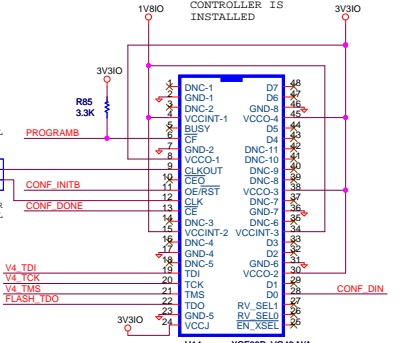 CONTROLLER IS
INSTALLED
1V8IO
3V3IO
3V3IO
R85
3.3K
PROGRAMB
CONF_INITB
CONF_DONE
V4_TDI
V4_TCK
V4_TMS
FLASH_TDO
3V3IO
CONF_DIN
1 DNC-1 D7 48
2 GND-1 D6 47
3 DNC-2 GND-8 46
4 VCCINT-1 VCCO-4 45
5 BUSY D5 44
6 CF D4 43
7 GND-2 DNC-11 42
8 VCCO-1 DNC-10 41
9 CLKOUT DNC-9 40
10 CEO DNC-8 39
11 OE/RST VCCO-3 38
12 CLK DNC-7 37
13 CE GND-7 36
14 DNC-3 DNC-6 35
15 VCCINT-2 VCCINT-3 34
16 DNC-4 D3 33
17 GND-4 D2 32
18 DNC-5 GND-6 31
19 TDI VCCO-2 30
20 TCK D1 29
21 TMS D0 28
22 TDO RV_SEL1 27
23 GND-5 RV_SEL0 26
24 VCCJ EN_XSEL 25